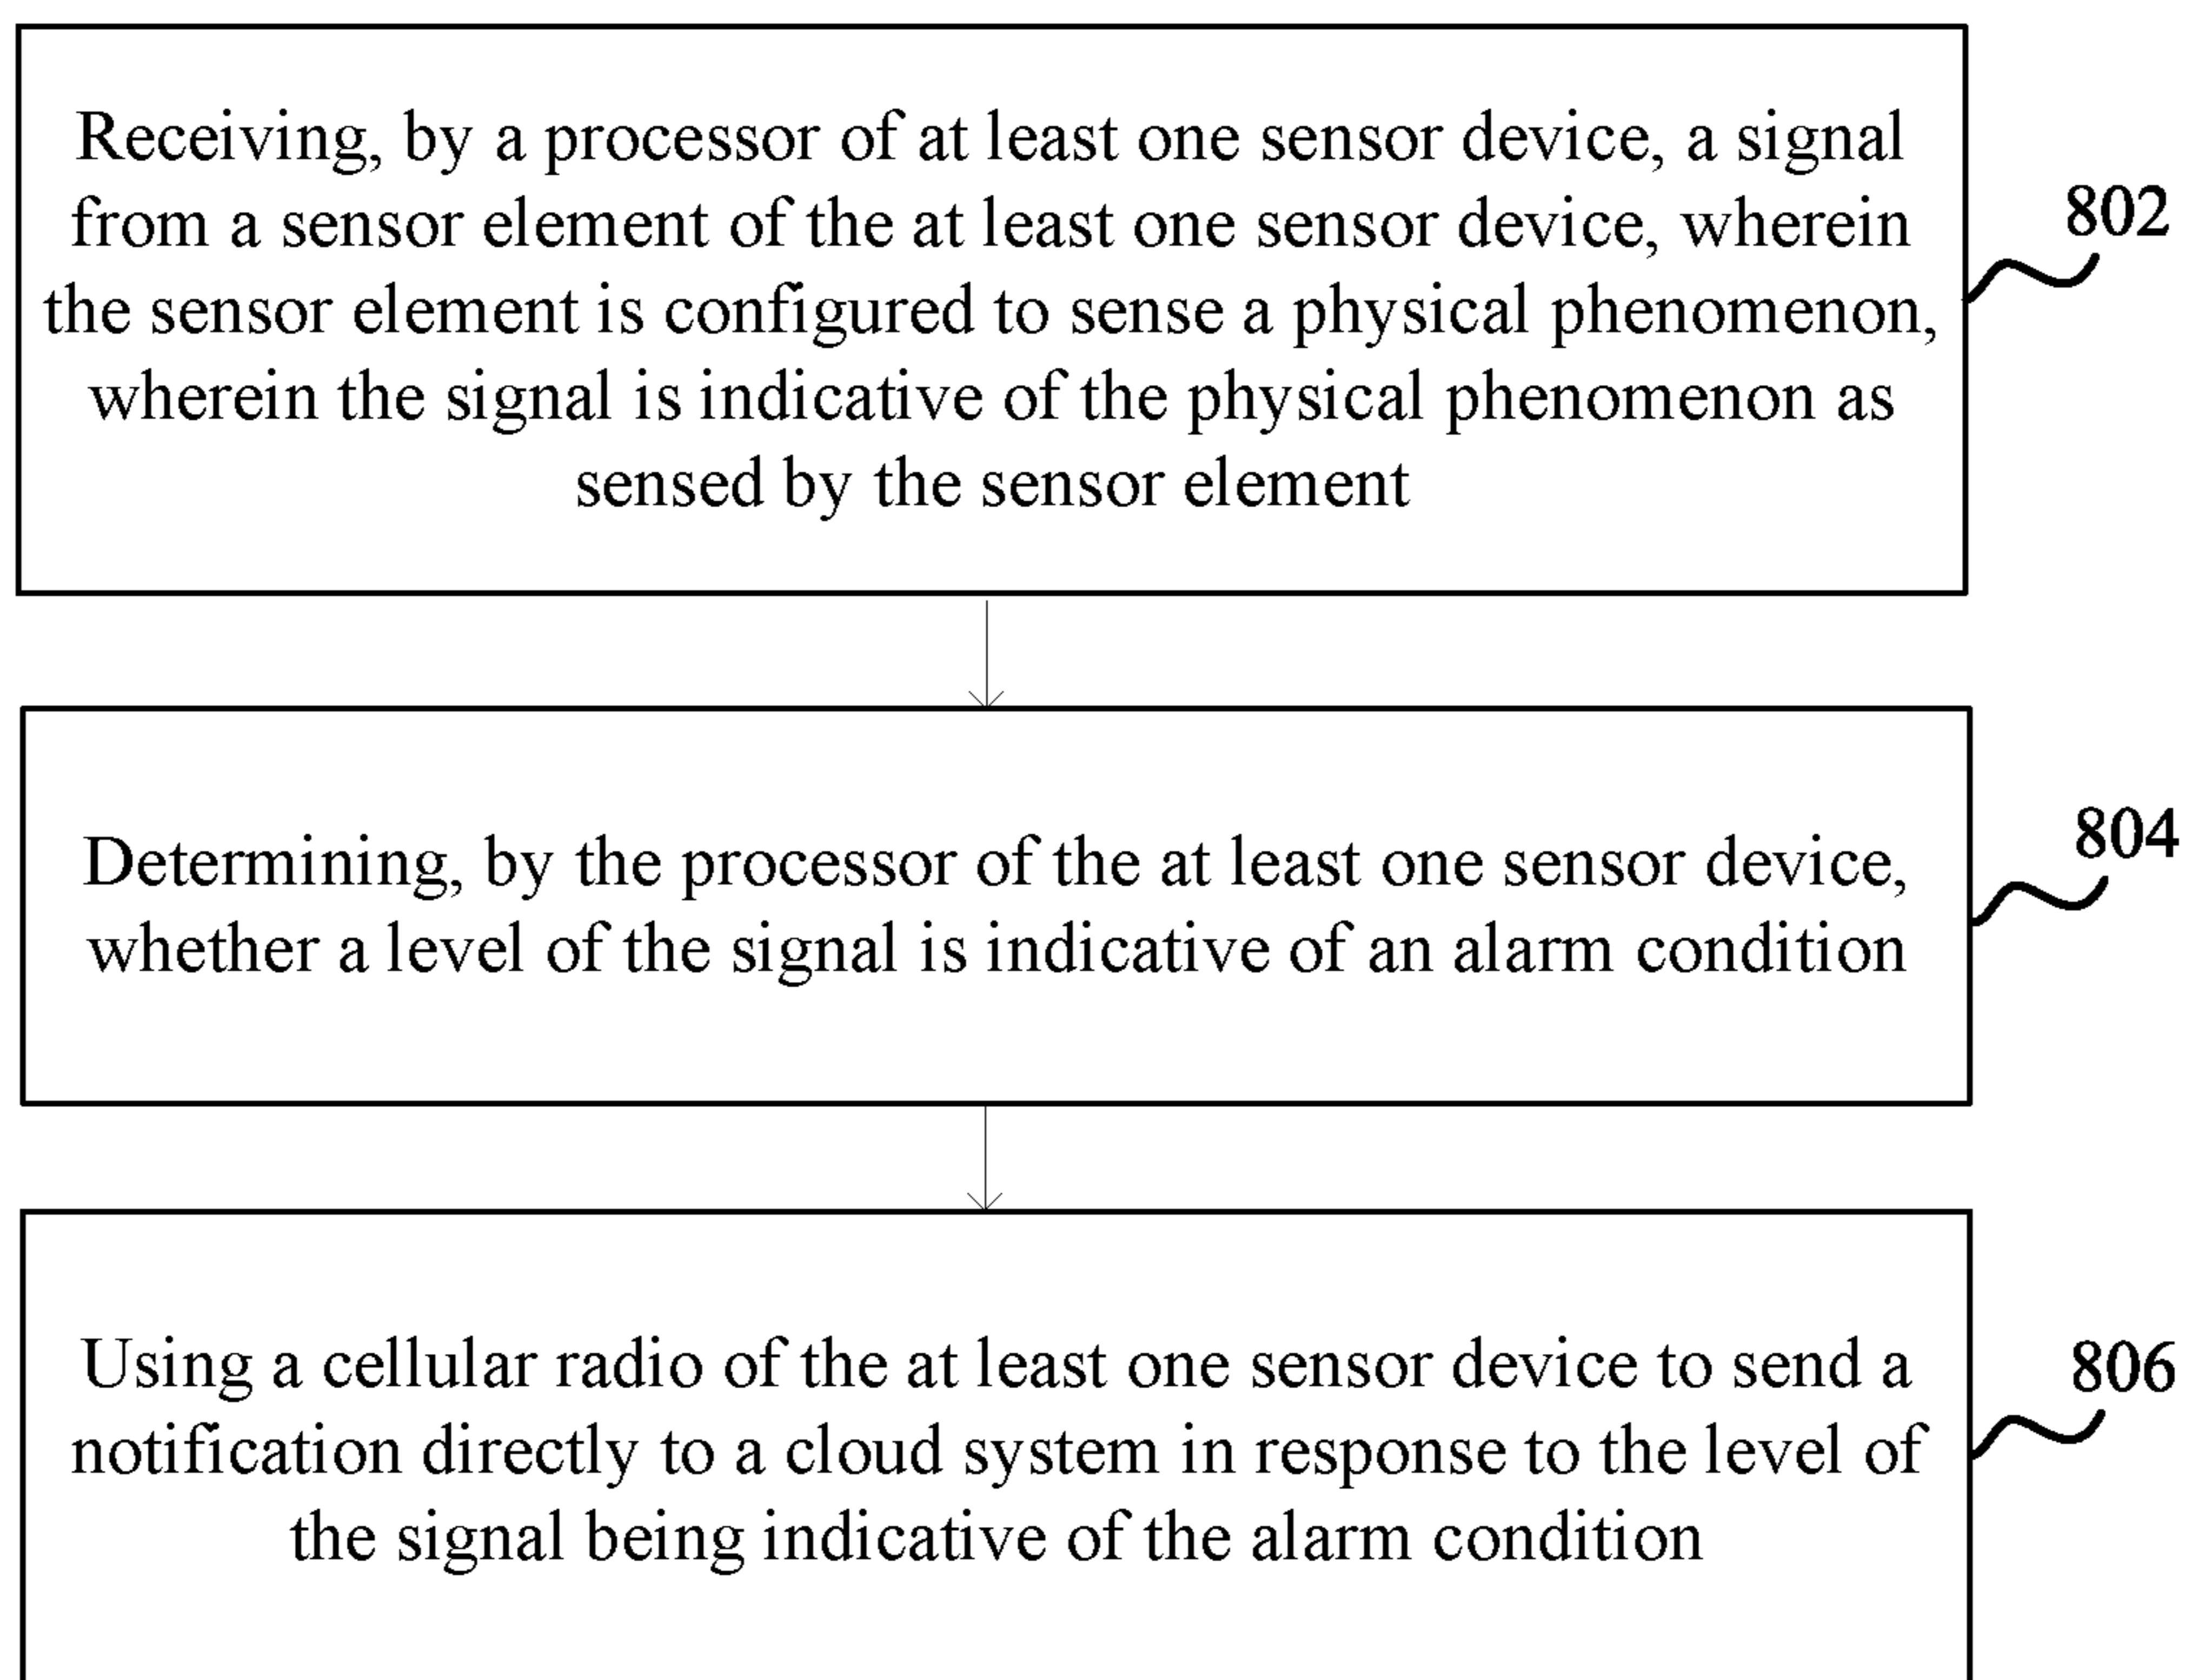 Receiving, by a processor of at least one sensor device, a signal
from a sensor element of the at least one sensor device, wherein
the sensor element is configured to sense a physical phenomenon,
wherein the signal is indicative of the physical phenomenon as
sensed by the sensor element
802
Determining, by the processor of the at least one sensor device,
whether a level of the signal is indicative of an alarm condition
804
Using a cellular radio of the at least one sensor device to send a
notification directly to a cloud system in response to the level of
the signal being indicative of the alarm condition
806